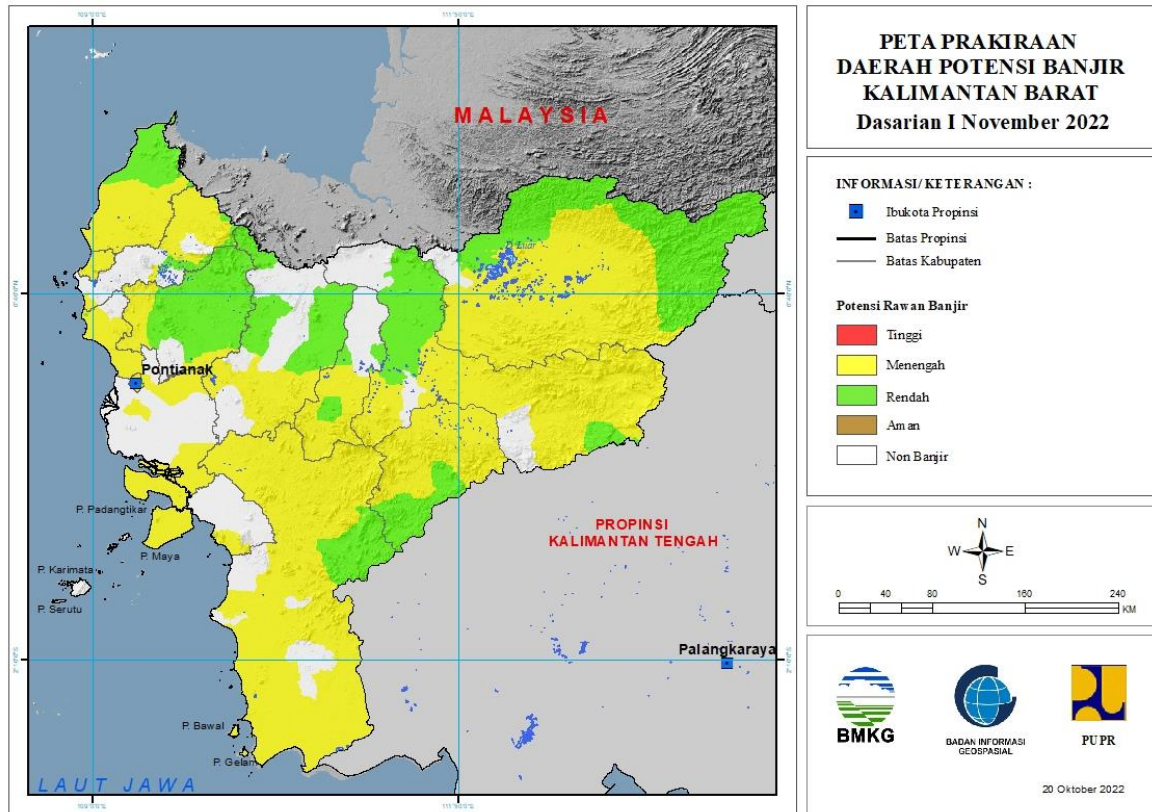 PETA PRAKIRAAN
DAERAH POTENSI BANJIR
KALIMANTAN BARAT
Dasarian I November 2022
INFORMASI/ KETERANGAN :
Ibukota Propinsi
Batas Propinsi
Batas Kabupaten
Potensi Rawan Banjir
Tinggi
Menengah
Rendah
Aman
Non Banjir
N
W E
S
0 40 80 160 240
KM
BMKG
BADAN INFORMASI
GEOSPASIAL
PUPR
20 Oktober 2022
MALAYSIA
D. Luar
Pontianak
P. Padangtikar
P. Maya
P. Karimata
P. Serutu
PROPINSI
KALIMANTAN TENGAH
Palangkaraya
P. Bawal
P. Gelam
LAUT JAWA